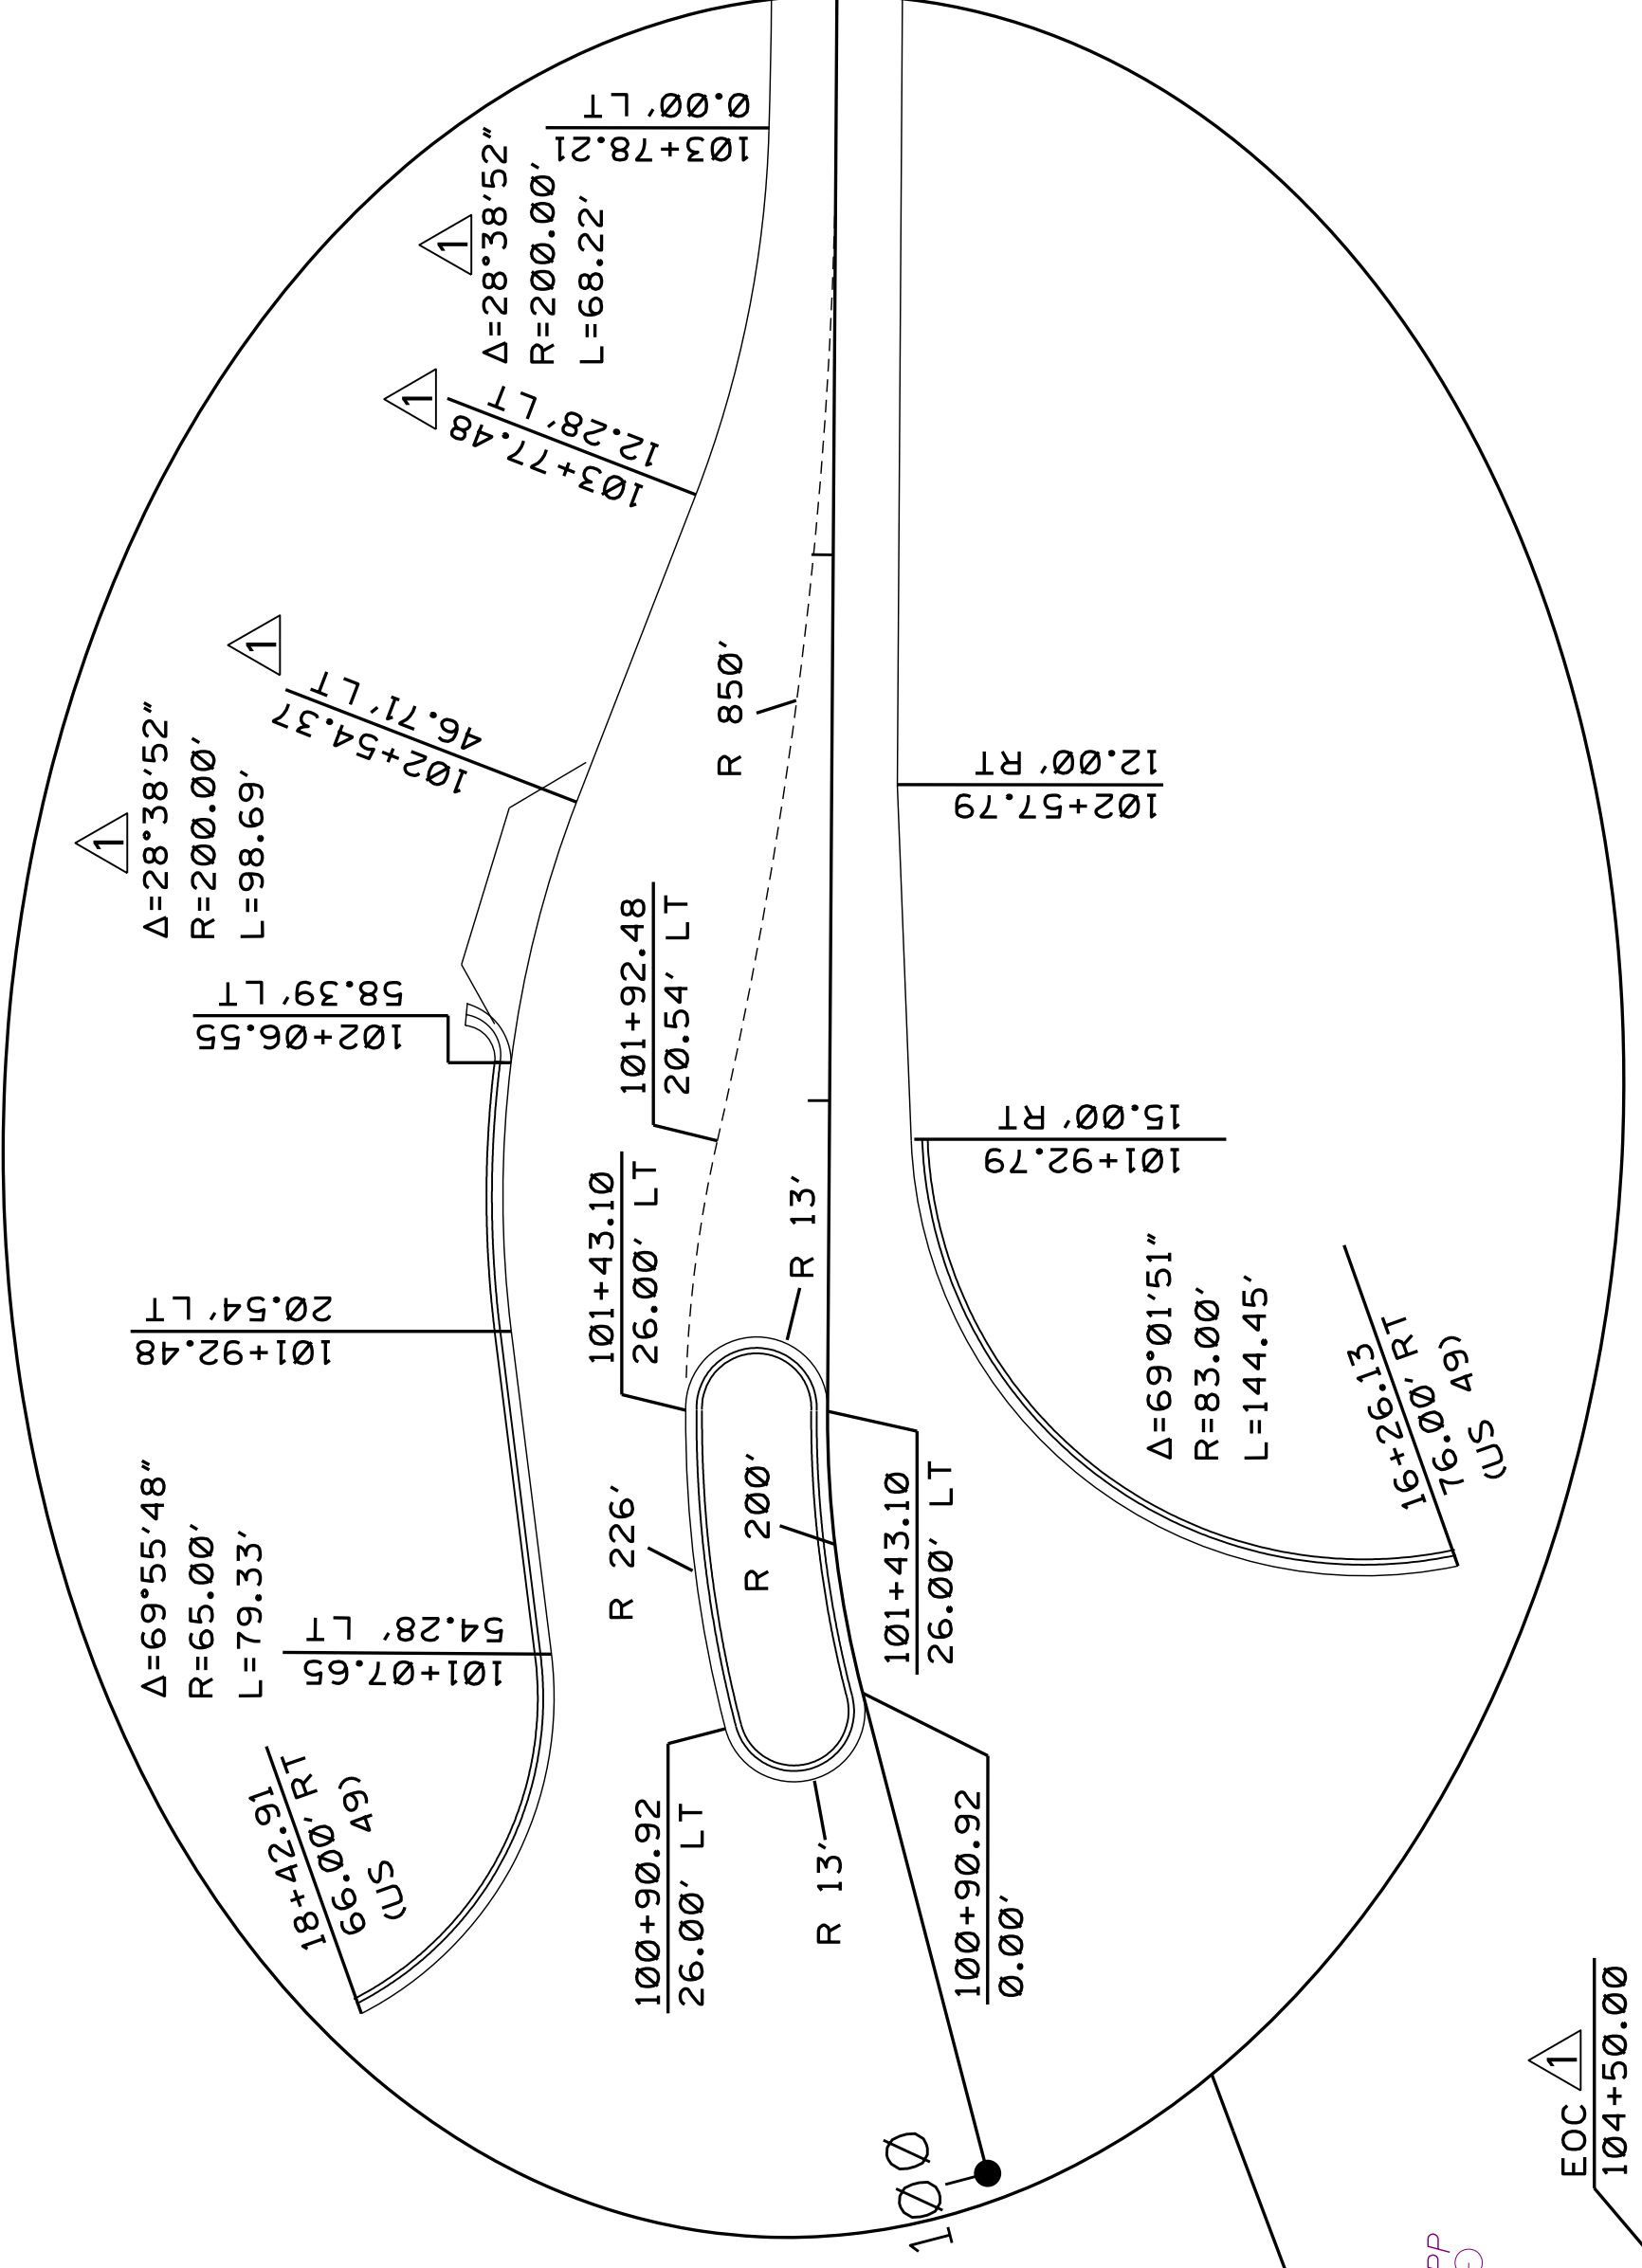 103+78.21
0.00' LT
1
Δ=28°38'52"
R=200.00'
L=68.22'
1
103+77.48
12.28' LT
1
102+54.37
46.71' LT
1
Δ=28°38'52"
R=200.00'
L=98.69'
R 850'
102+57.79
12.00' RT
102+06.55
58.39' LT
101+92.48
20.54' LT
101+92.79
15.00' RT
101+43.10
26.00' LT
R 13'
101+92.48
20.54' LT
Δ=69°01'51"
R=83.00'
L=144.45'
16+26.13
76.00' RT
(US 49)
Δ=69°55'48"
R=65.00'
L=79.33'
101+07.65
54.28' LT
R 226'
R 200'
101+43.10
26.00' LT
18+42.91
66.00' RT
(US 49)
100+90.92
26.00' LT
R 13'
100+90.92
0.00'
100
EOC
1
104+50.00
PP